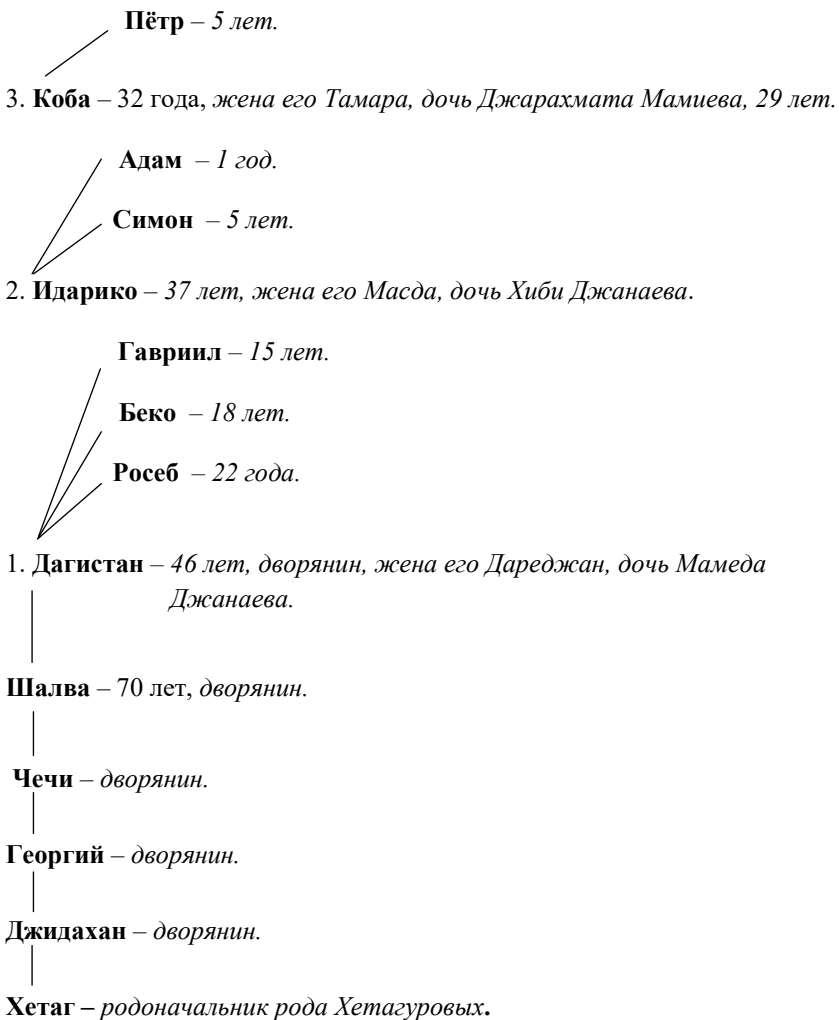 Пётр – 5 лет.
3. Коба – 32 года, жена его Тамара, дочь Джарахмата Мамиева, 29 лет.
Адам – 1 год.
Симон – 5 лет.
2. Идарико – 37 лет, жена его Масда, дочь Хиби Джанаева.
Гавриил – 15 лет.
Беко – 18 лет.
Росеб – 22 года.
1. Дагистан – 46 лет, дворянин, жена его Дареджан, дочь Мамеда
Джанаева.
Шалва – 70 лет, дворянин.
Чечи – дворянин.
Георгий – дворянин.
Джидахан – дворянин.
Хетаг – родоначальник рода Хетагуровых.